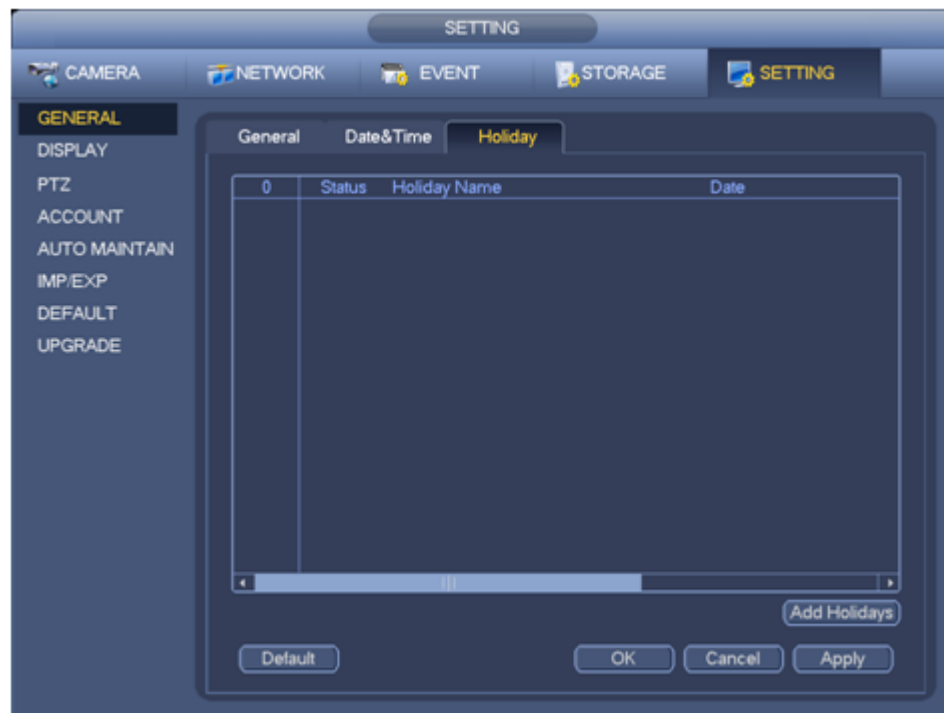 SETTING
CAMERA NETWORK EVENT STORAGE SETTING
GENERAL
DISPLAY
PTZ
ACCOUNT
AUTO MAINTAIN
IMP/EXP
DEFAULT
UPGRADE
General Date&Time Holiday
0 Status Holiday Name Date
Add Holidays
Default OK Cancel Apply